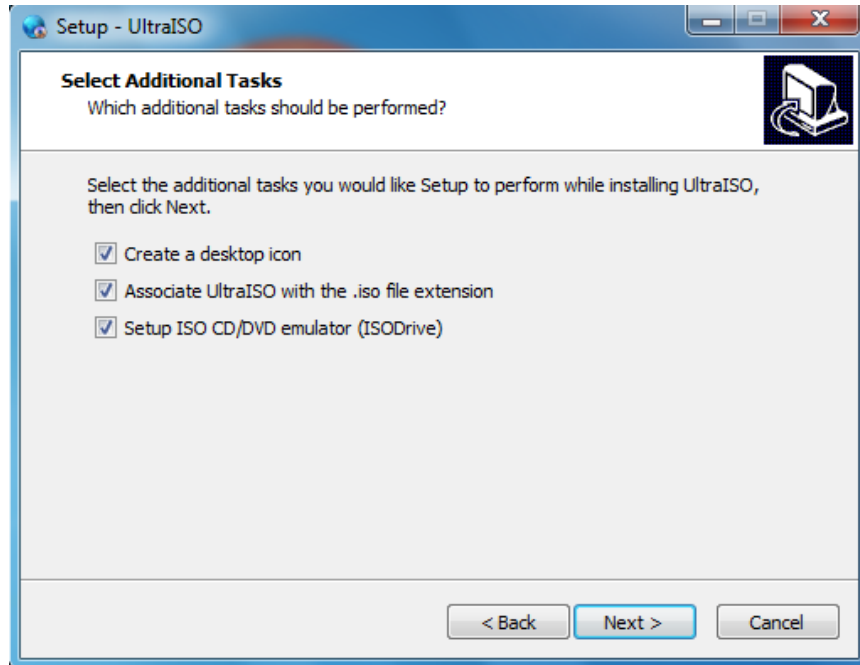 Setup - UltraISO
Select Additional Tasks
Which additional tasks should be performed?
Select the additional tasks you would like Setup to perform while installing UltraISO,
then click Next.
Create a desktop icon
Associate UltraISO with the .iso file extension
Setup ISO CD/DVD emulator (ISODrive)
< Back Next > Cancel